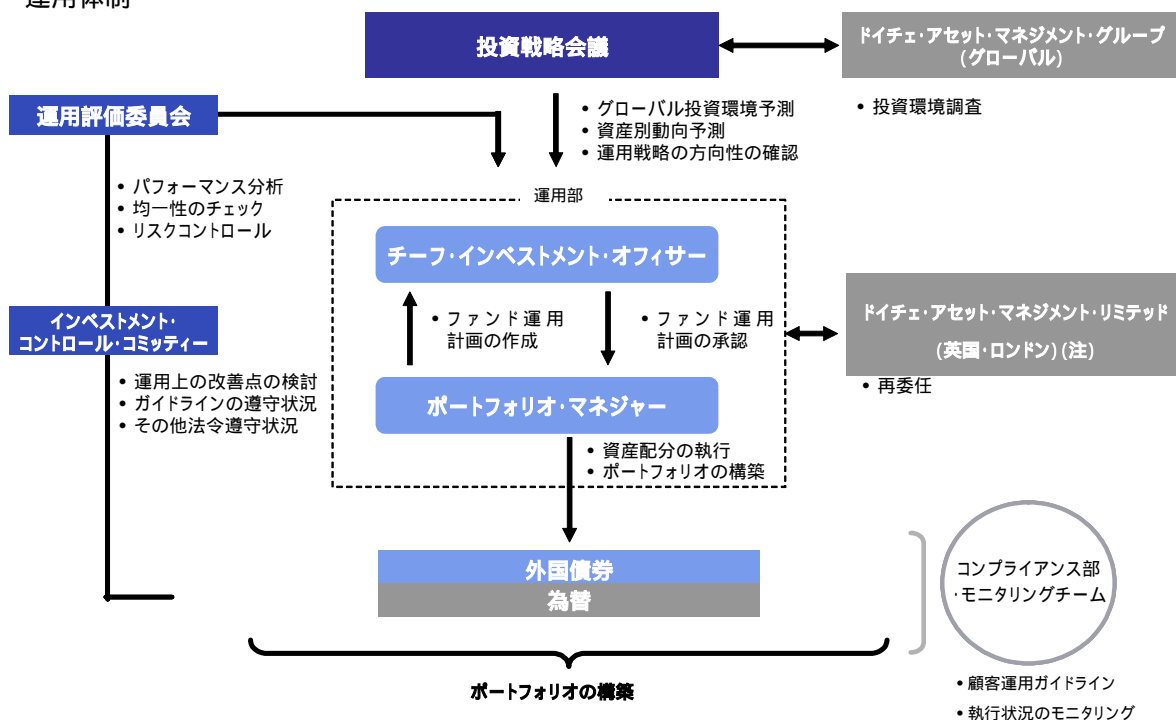 運用体制
投資戦略会議
ドイチェ・アセット・マネジメント・グループ
(グローバル)
• 投資環境調査
運用評価委員会
• グローバル投資環境予測
• 資産別動向予測
• 運用戦略の方向性の確認
• パフォーマンス分析
• 均一性のチェック
• リスクコントロール
運用部
チーフ・インベストメント・オフィサー
• ファンド運用
計画の作成
• ファンド運用
計画の承認
ポートフォリオ・マネジャー
インベストメント・
コントロール・コミッティー
• 運用上の改善点の検討
• ガイドラインの遵守状況
• その他法令遵守状況
ドイチェ・アセット・マネジメント・リミテッド
(英国・ロンドン)(注)
• 再委任
• 資産配分の執行
• ポートフォリオの構築
外国債券
為替
コンプライアンス部
・モニタリングチーム
ポートフォリオの構築
• 顧客運用ガイドライン
• 執行状況のモニタリング